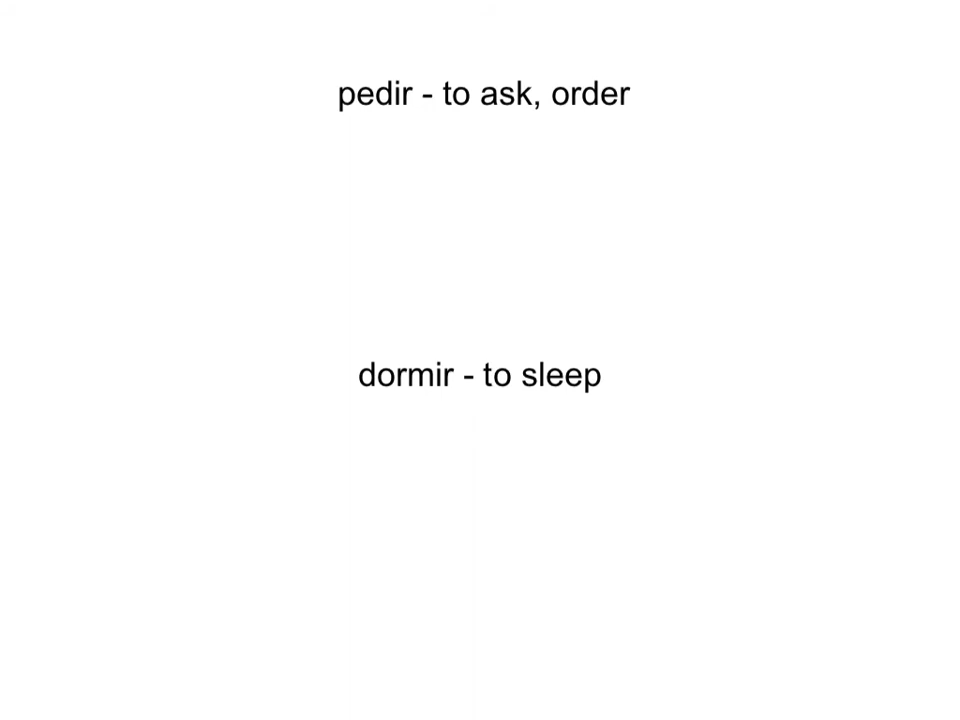 pedir - to ask, order
dormir - to sleep